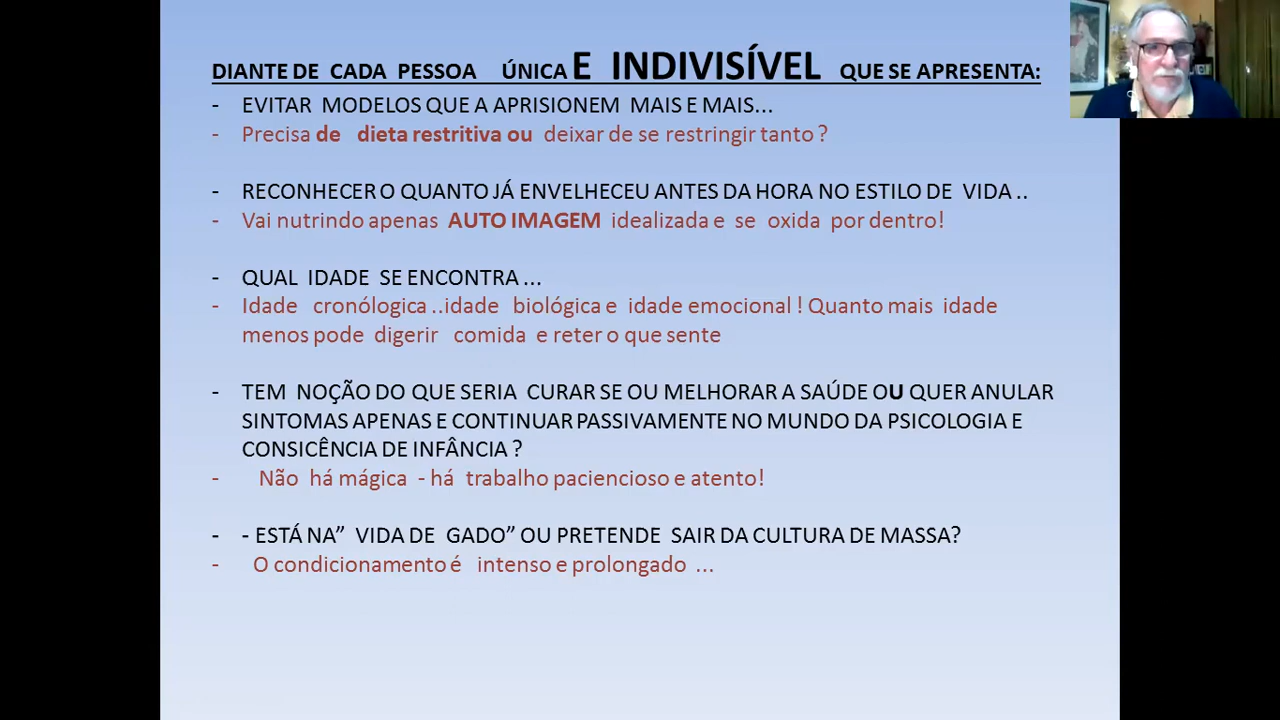 DIANTE DE CADA PESSOA ÚNICA E INDIVISÍVEL QUE SE APRESENTA:
- EVITAR MODELOS QUE A APRISIONEM MAIS E MAIS...
- Precisa de dieta restritiva ou deixar de se restringir tanto ?
- RECONHECER O QUANTO JÁ ENVELHECEU ANTES DA HORA NO ESTILO DE VIDA ..
- Vai nutrindo apenas AUTO IMAGEM idealizada e se oxida por dentro!
- QUAL IDADE SE ENCONTRA ...
- Idade cronólogica ..idade biológica e idade emocional ! Quanto mais idade
menos pode digerir comida e reter o que sente
- TEM NOÇÃO DO QUE SERIA CURAR SE OU MELHORAR A SAÚDE OU QUER ANULAR
SINTOMAS APENAS E CONTINUAR PASSIVAMENTE NO MUNDO DA PSICOLOGIA E
CONSICÊNCIA DE INFÂNCIA ?
- Não há mágica - há trabalho paciencioso e atento!
- - ESTÁ NA” VIDA DE GADO” OU PRETENDE SAIR DA CULTURA DE MASSA?
- O condicionamento é intenso e prolongado ...